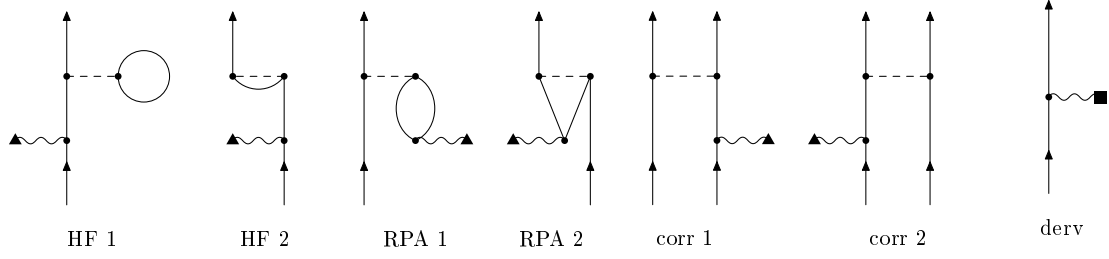 HF 1
HF 2
RPA 1
RPA 2
corr 1
corr 2
derv